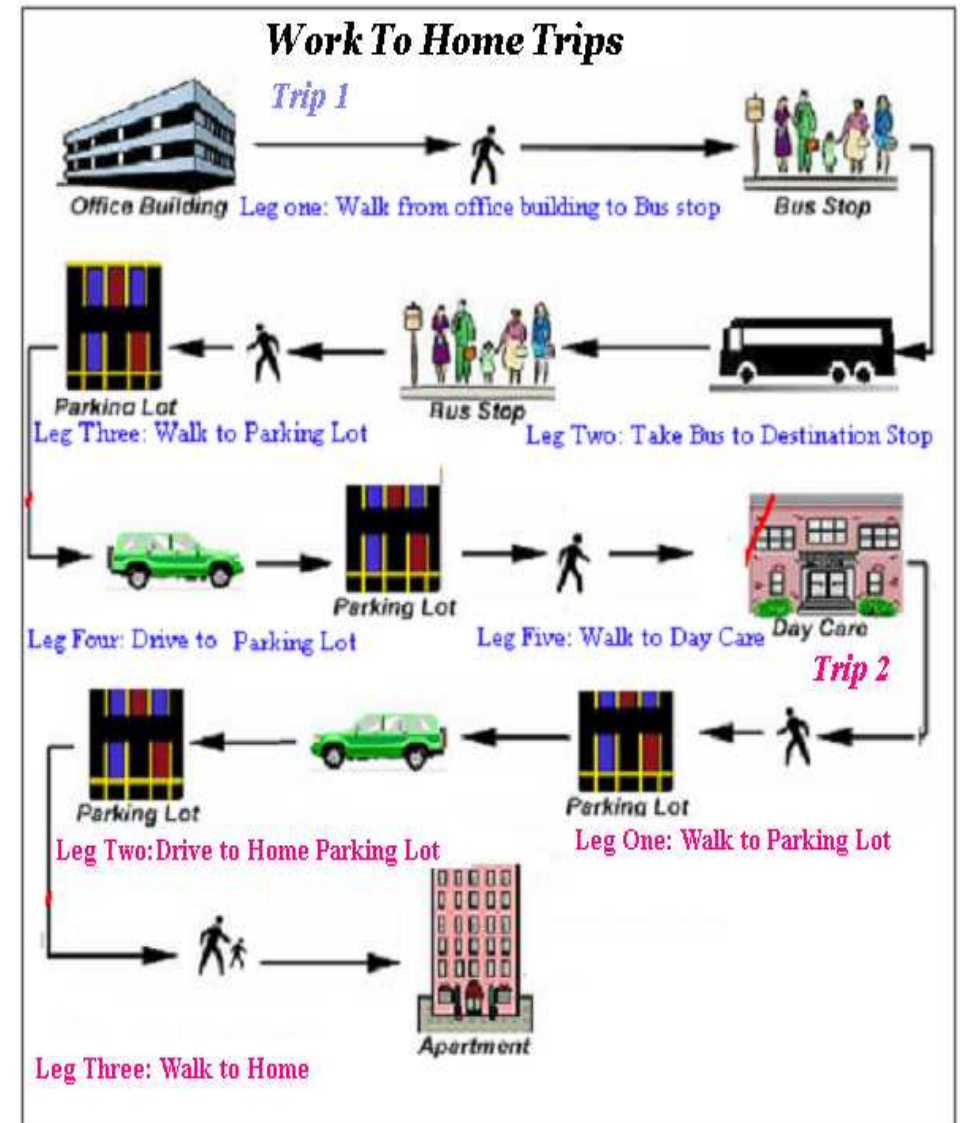 Work To Home Trips
Trip 1
Office Building
Leg one: Walk from office building to Bus stop
Bus Stop
Parking Lot
Bus Stop
Leg Three: Walk to Parking Lot
Leg Two: Take Bus to Destination Stop
Parking Lot
Leg Four: Drive to Parking Lot
Leg Five: Walk to Day Care
Day Care
Trip 2
Parking Lot
Parking Lot
Leg Two:Drive to Home Parking Lot
Leg One: Walk to Parking Lot
Apartment
Leg Three: Walk to Home